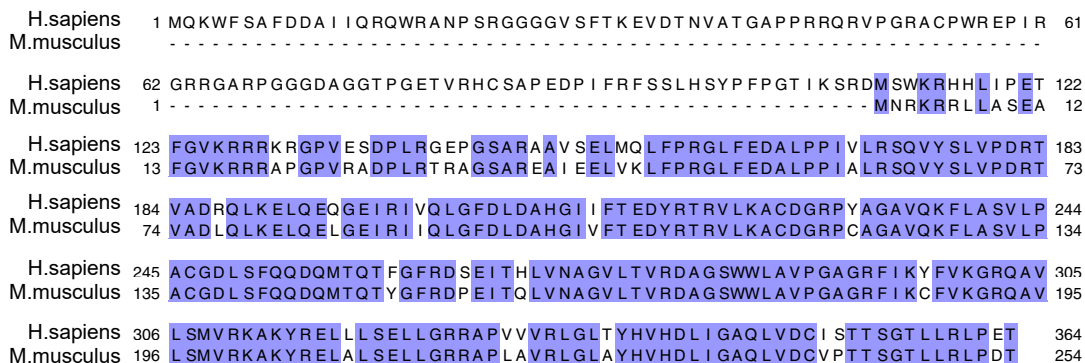 H.sapiens 1 MQKWFSAFDDAIIQRQWRANPSRGGGGVSFTKEVDTNVATGAPPRRQRVPGRACPWREPIR 61
M.musculus -------------------------------------------------------------
H.sapiens 62 GRRGARPGGGDAGGTPGETVRHCSAPEDPIFRFSSLHSYPFPGTIKSRDMSWKRHHLIPET 122
M.musculus 1 -------------------------------------------------MNRKRRLLASEA 12
H.sapiens 123 FGVKRRRKRGPVESDPLRGEPGSARAAVSELMQLFPRGLFEDALPPIVLRSQVYSLVPDRT 183
M.musculus 13 FGVKRRRAPGPVRADPLRTRAGSAREAIEELVKLFPRGLFEDALPPIALRSQVYSLVPDRT 73
H.sapiens 184 VADRQLKELQEQGEIRIVQLGFDLDAHGIIFTEDYRTRVLKACDGRPYAGAVQKFLASVLP 244
M.musculus 74 VADLQLKELQELGEIRIIQLGFDLDAHGIVFTEDYRTRVLKACDGRPCAGAVQKFLASVLP 134
H.sapiens 245 ACGDLSFQQDQMTQTFGFRDSEITHLVNAGVLTVRDAGSWWLAVPGAGRFIKYFVKGRQAV 305
M.musculus 135 ACGDLSFQQDQMTQTYGFRDPEITQLVNAGVLTVRDAGSWWLAVPGAGRFIKCFVKGRQAV 195
H.sapiens 306 LSMVRKAKYRELLLSELLGRRAPVVVRLGLTYHVHDLIGAQLVDCISTTSGTLLRLPET 364
M.musculus 196 LSMVRKAKYRELALSELLGRRAPLAVRLGLAYHVHDLIGAQLVDCVPTTSGTLLRLPDT 254